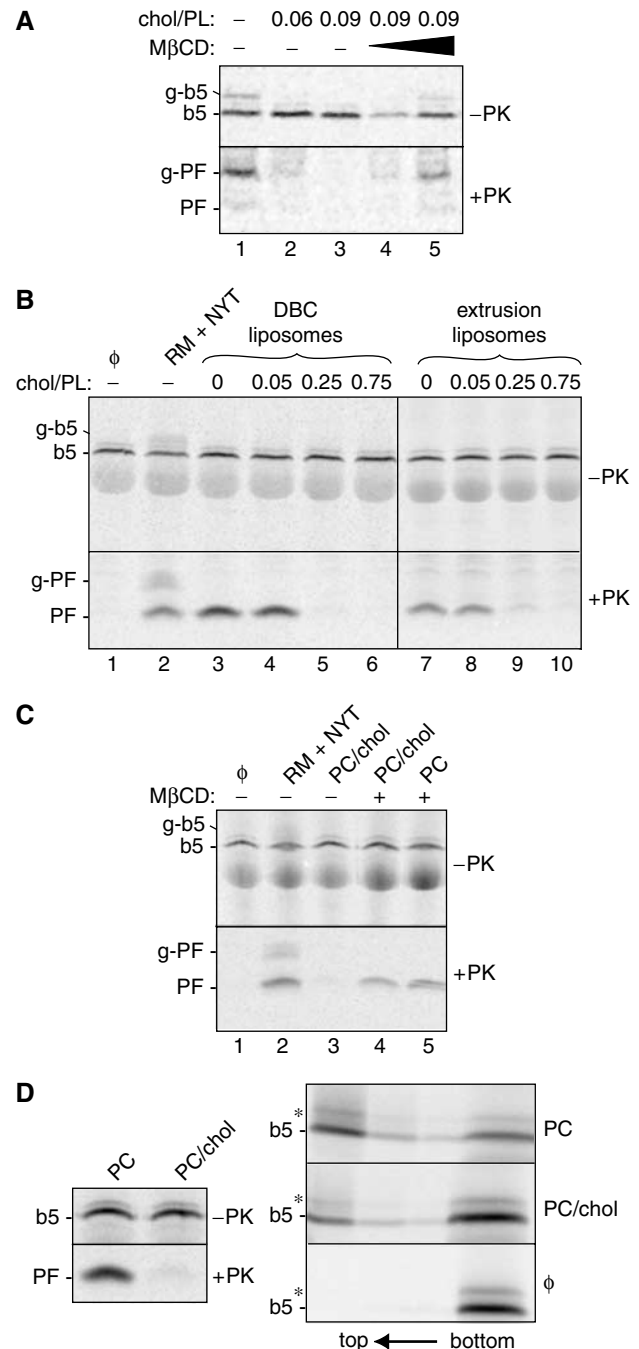 A
chol/PL: – 0.06 0.09 0.09 0.09
MβCD: – – –
g-b5
b5
–PK
g-PF
PF
+PK
1 2 3 4 5
B
ϕ RM + NYT DBC liposomes extrusion liposomes
chol/PL: – – 0 0.05 0.25 0.75 0 0.05 0.25 0.75
g-b5
b5
–PK
g-PF
PF
+PK
1 2 3 4 5 6 7 8 9 10
C
ϕ RM + NYT PC/chol PC/chol PC
MβCD: – – – + +
g-b5
b5
–PK
g-PF
PF
+PK
1 2 3 4 5
D
PC PC/chol
b5 –PK
PF +PK
*
b5 PC
*
b5 PC/chol
*
b5 ϕ
top bottom